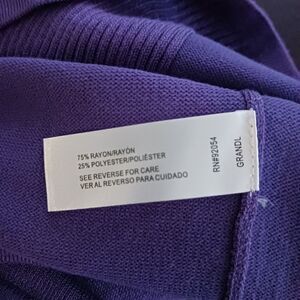 75% RAYON/RAYÓN
25% POLYESTER/POLIÉSTER
SEE REVERSE FOR CARE
VER AL REVERSO PARA CUIDADO
RN#92054
GRANDL